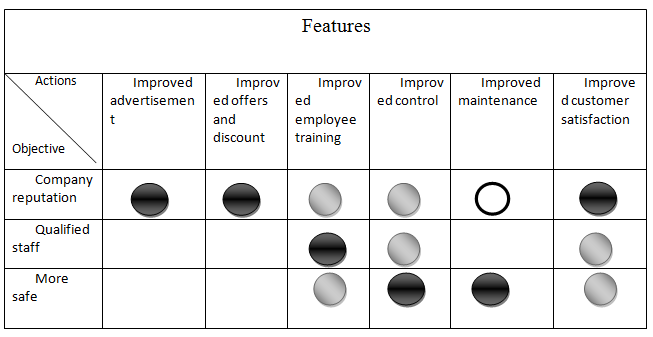 Features
Actions
Objective
Improved
advertisemen
t
Improv
ed offers
and
discount
Improv
ed
employee
training
Improv
ed control
Improved
maintenance
Improve
d customer
satisfaction
Company
reputation
Qualified
staff
More
safe